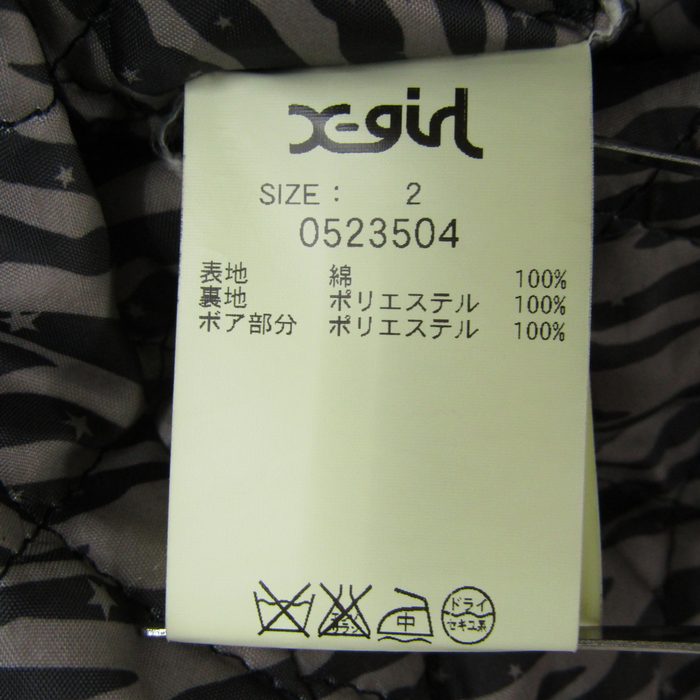 X-girl
SIZE : 2
0523504
表地 綿 100%
裏地 ポリエステル 100%
ボア部分 ポリエステル 100%
中
ドライ
セキユ系